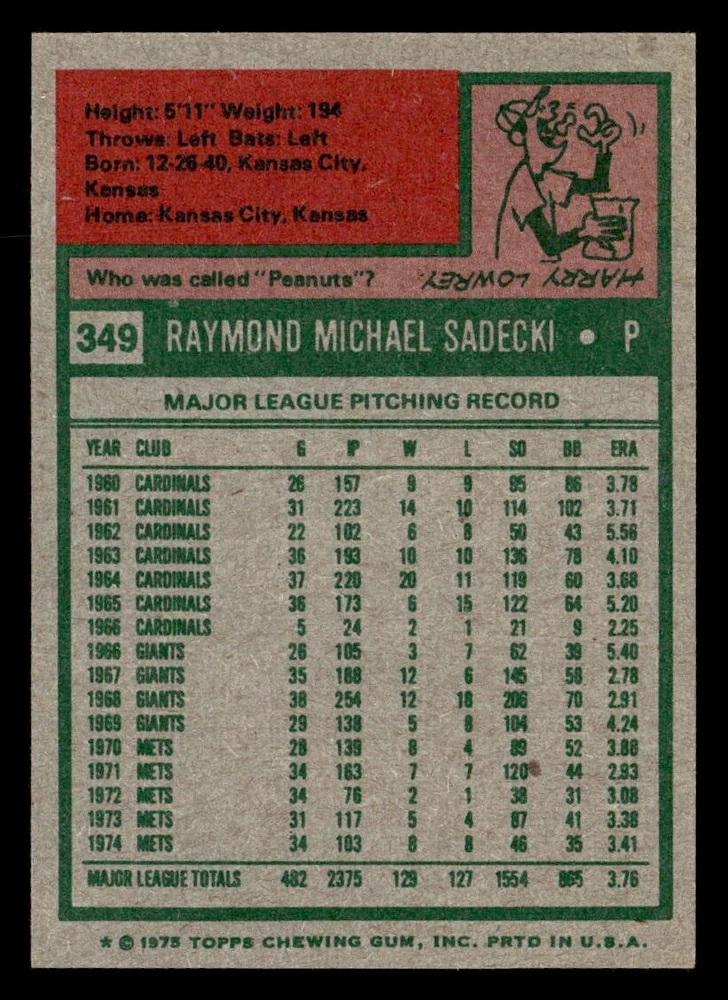 Height: 5'11" Weight: 194
Throws: Left Bats: Left
Born: 12-26-40, Kansas City,
Kansas
Home: Kansas City, Kansas
Who was called "Peanuts"?
HARRY LOWREY.
349 RAYMOND MICHAEL SADECKI • P
MAJOR LEAGUE PITCHING RECORD
YEAR CLUB G IP W L SO BB ERA
1960 CARDINALS 26 157 9 9 95 86 3.78
1961 CARDINALS 31 223 14 10 114 102 3.71
1962 CARDINALS 22 102 6 8 50 43 5.56
1963 CARDINALS 36 193 10 10 136 78 4.10
1964 CARDINALS 37 220 20 11 119 60 3.68
1965 CARDINALS 36 173 6 15 122 64 5.20
1966 CARDINALS 5 24 2 1 21 9 2.25
1966 GIANTS 26 105 3 7 62 39 5.40
1967 GIANTS 35 188 12 6 145 58 2.78
1968 GIANTS 38 254 12 18 206 70 2.91
1969 GIANTS 29 138 5 8 104 53 4.24
1970 METS 28 139 8 4 89 52 3.88
1971 METS 34 163 7 7 120 44 2.93
1972 METS 34 76 2 1 38 31 3.08
1973 METS 31 117 5 4 87 41 3.38
1974 METS 34 103 8 8 46 35 3.41
MAJOR LEAGUE TOTALS 482 2375 129 127 1554 865 3.76
* © 1975 TOPPS CHEWING GUM, INC. PRTD IN U.S.A.